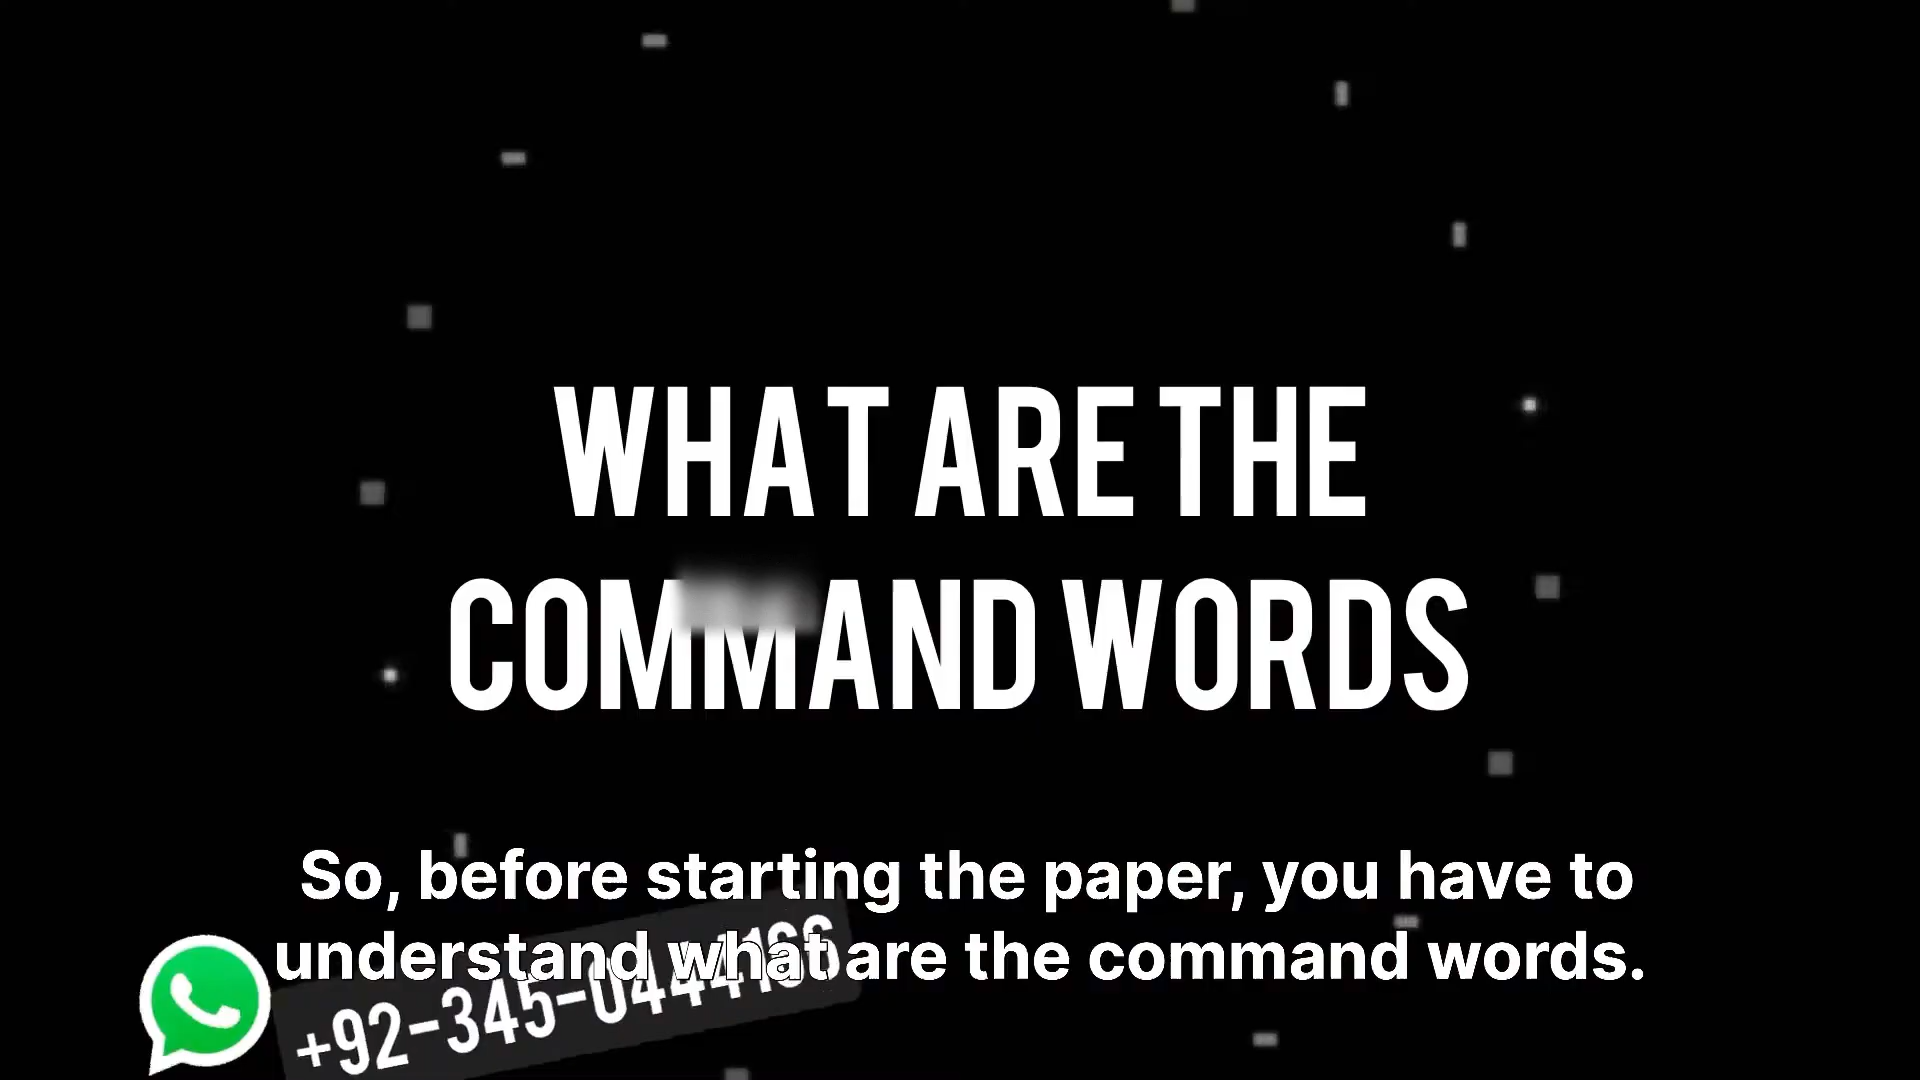 WHAT ARE THE
COMMAND WORDS
So, before starting the paper, you have to
understand what are the command words.
+92-345-0444166